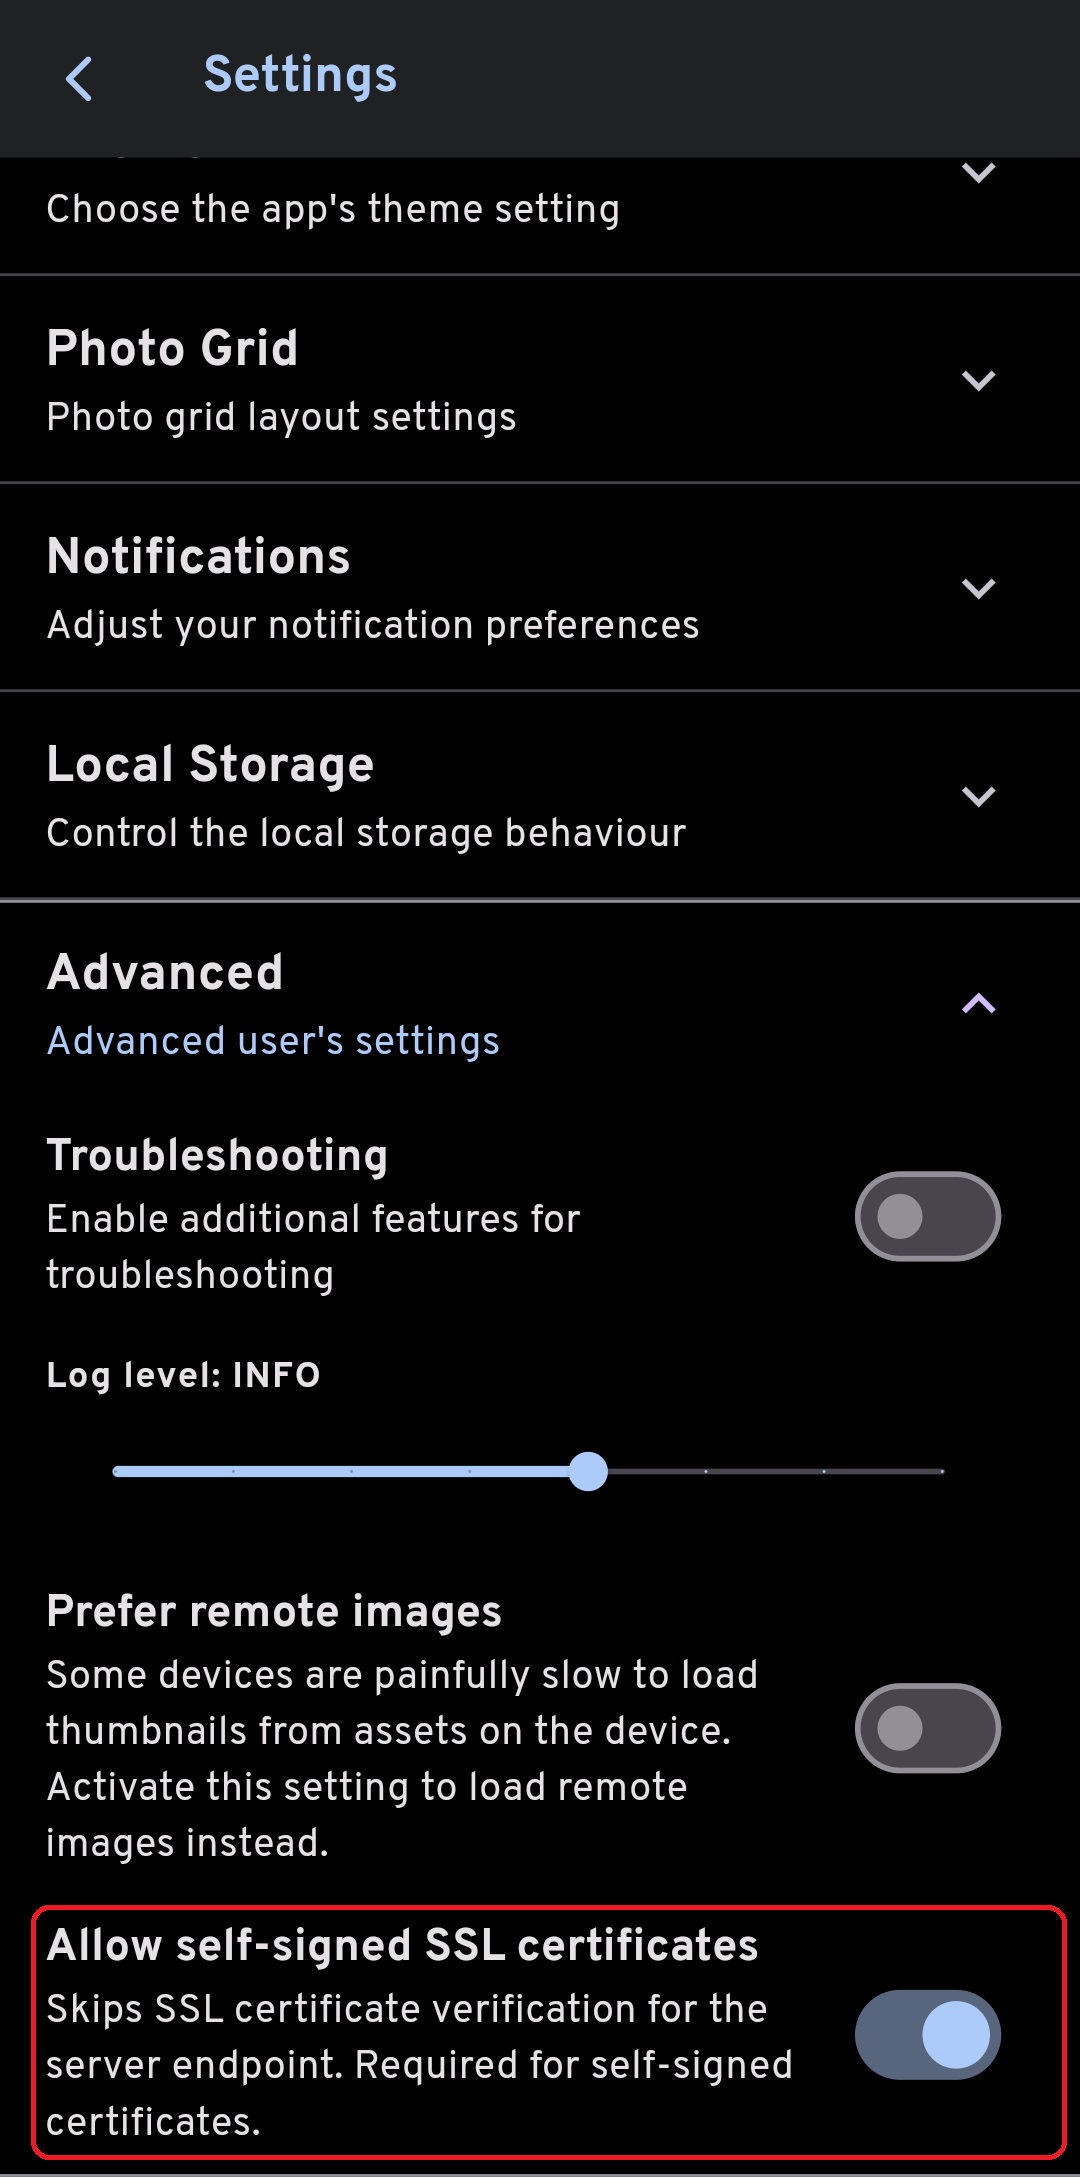 Settings
Choose the app's theme setting
Photo Grid
Photo grid layout settings
Notifications
Adjust your notification preferences
Local Storage
Control the local storage behaviour
Advanced
Advanced user's settings
Troubleshooting
Enable additional features for
troubleshooting
Log level: INFO
Prefer remote images
Some devices are painfully slow to load
thumbnails from assets on the device.
Activate this setting to load remote
images instead.
Allow self-signed SSL certificates
Skips SSL certificate verification for the
server endpoint. Required for self-signed
certificates.